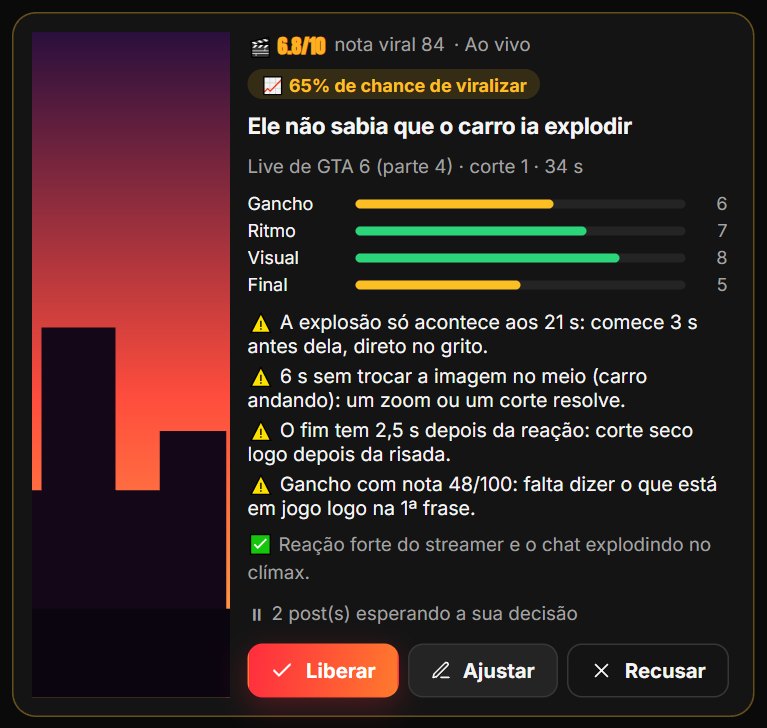 🎬 6.8/10 nota viral 84 · Ao vivo
📈 65% de chance de viralizar
Ele não sabia que o carro ia explodir
Live de GTA 6 (parte 4) · corte 1 · 34 s
Gancho 6
Ritmo 7
Visual 8
Final 5
⚠️ A explosão só acontece aos 21 s: comece 3 s
antes dela, direto no grito.
⚠️ 6 s sem trocar a imagem no meio (carro
andando): um zoom ou um corte resolve.
⚠️ O fim tem 2,5 s depois da reação: corte seco
logo depois da risada.
⚠️ Gancho com nota 48/100: falta dizer o que está
em jogo logo na 1ª frase.
✅ Reação forte do streamer e o chat explodindo no
clímax.
⏸ 2 post(s) esperando a sua decisão
Liberar
Ajustar
Recusar